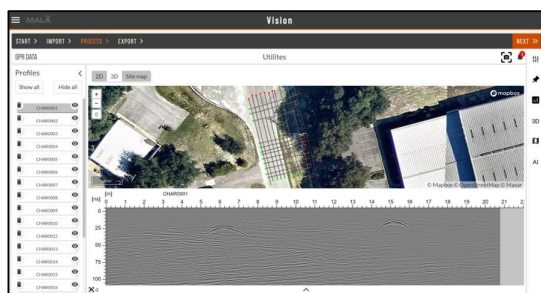 MALÅ
Vision
START > IMPORT > PROCESS > EXPORT >
NEXT >>
GPR DATA
Utilites
Profiles
Show all
Hide all
CHAR0001
CHAR0002
CHAR0003
CHAR0004
CHAR0005
CHAR0006
CHAR0007
CHAR0008
CHAR0009
CHAR0010
CHAR0012
CHAR0013
CHAR0014
CHAR0015
CHAR0016
2D 3D Site map
mapbox
© Mapbox © OpenStreetMap © Maxar
3D
AI
[m] CHAR0001
[ns] 0 1 2 3 4 5 6 7 8 9 10 11 12 13 14 15 16 17 18 19 20 21 2
0
25
50
75
100
0